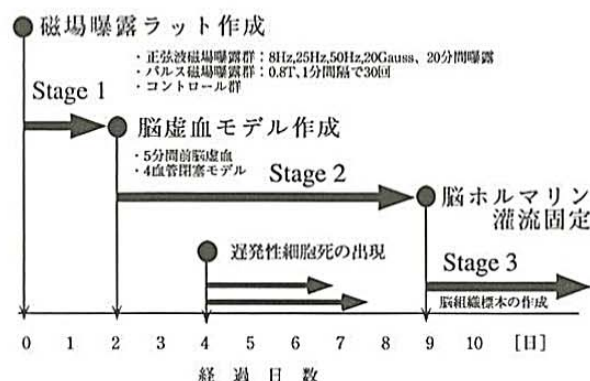 磁場曝露ラット作成
・正弦波磁場曝露群：8Hz,25Hz,50Hz,20Gauss、20分間曝露
・パルス磁場曝露群：0.8T、1分間隔で30回
・コントロール群
Stage 1
脳虚血モデル作成
・5分間前脳虚血
・4血管閉塞モデル
Stage 2
脳ホルマリン
灌流固定
遅発性細胞死の出現
Stage 3
脳組織標本の作成
0 1 2 3 4 5 6 7 8 9 10 [日]
経過日数